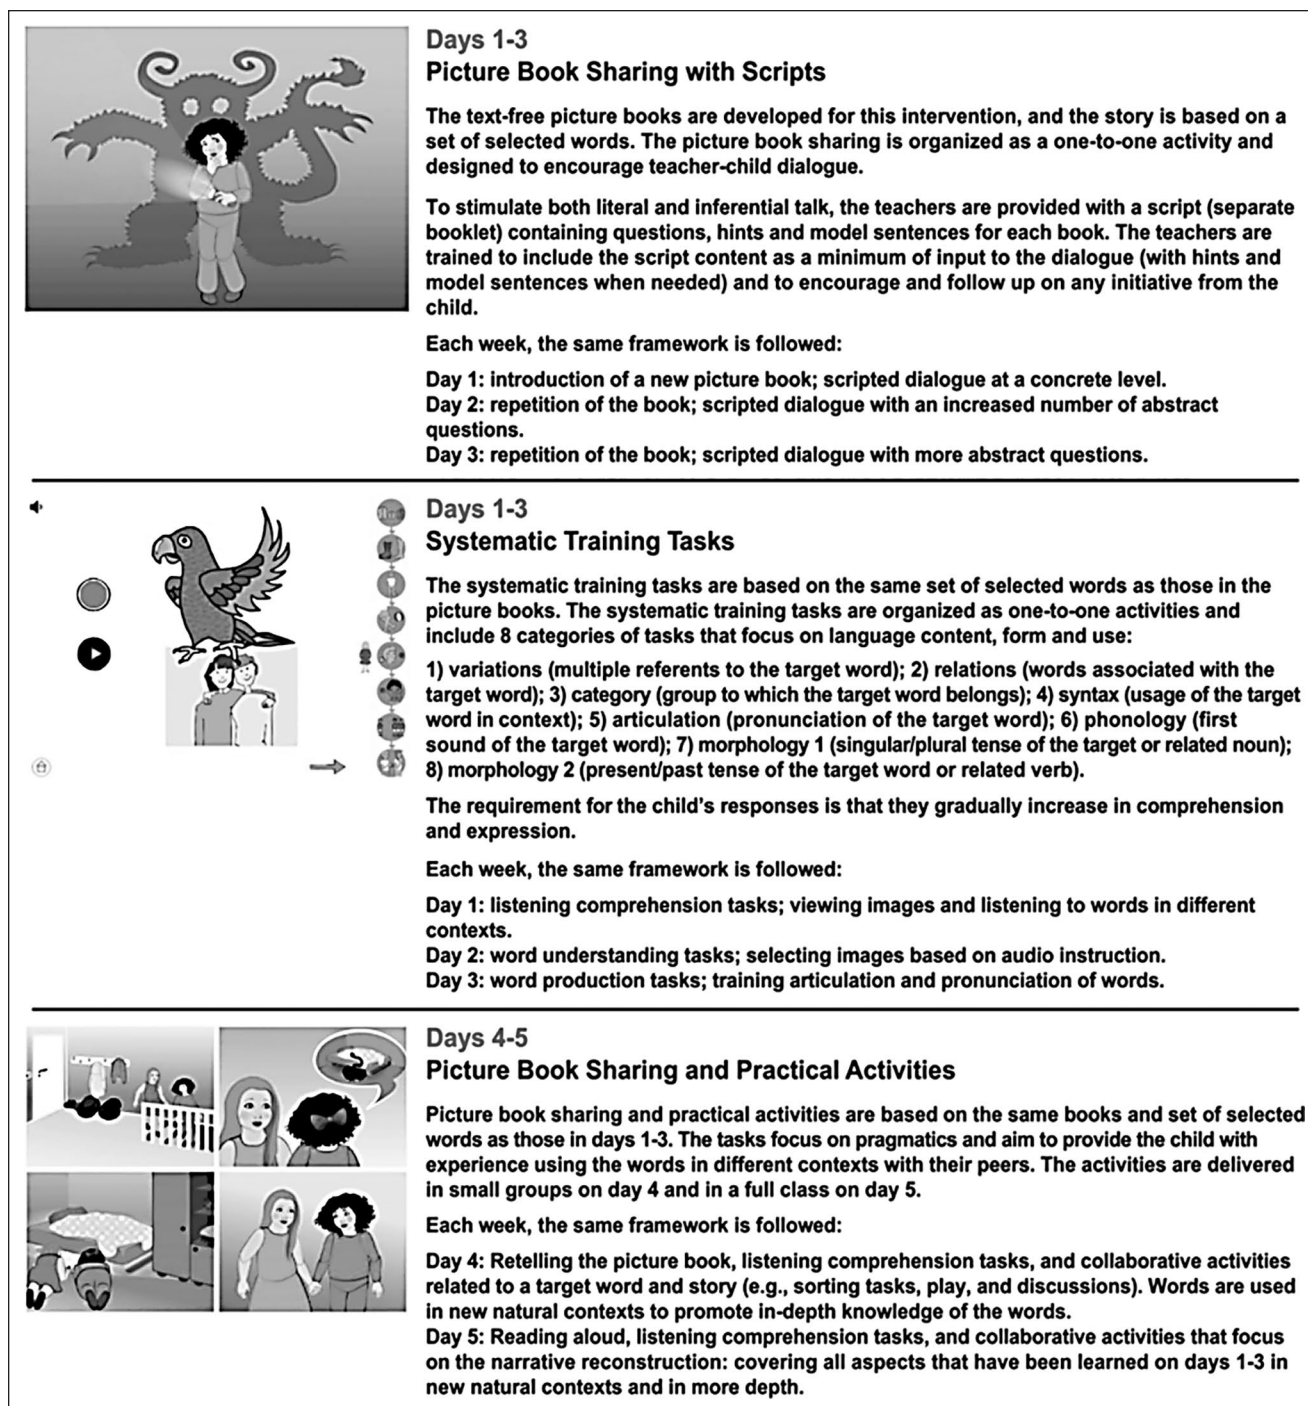 Days 1-3
Picture Book Sharing with Scripts
The text-free picture books are developed for this intervention, and the story is based on a
set of selected words. The picture book sharing is organized as a one-to-one activity and
designed to encourage teacher-child dialogue.
To stimulate both literal and inferential talk, the teachers are provided with a script (separate
booklet) containing questions, hints and model sentences for each book. The teachers are
trained to include the script content as a minimum of input to the dialogue (with hints and
model sentences when needed) and to encourage and follow up on any initiative from the
child.
Each week, the same framework is followed:
Day 1: introduction of a new picture book; scripted dialogue at a concrete level.
Day 2: repetition of the book; scripted dialogue with an increased number of abstract
questions.
Day 3: repetition of the book; scripted dialogue with more abstract questions.
Days 1-3
Systematic Training Tasks
The systematic training tasks are based on the same set of selected words as those in the
picture books. The systematic training tasks are organized as one-to-one activities and
include 8 categories of tasks that focus on language content, form and use:
1) variations (multiple referents to the target word); 2) relations (words associated with the
target word); 3) category (group to which the target word belongs); 4) syntax (usage of the target
word in context); 5) articulation (pronunciation of the target word); 6) phonology (first
sound of the target word); 7) morphology 1 (singular/plural tense of the target or related noun);
8) morphology 2 (present/past tense of the target word or related verb).
The requirement for the child's responses is that they gradually increase in comprehension
and expression.
Each week, the same framework is followed:
Day 1: listening comprehension tasks; viewing images and listening to words in different
contexts.
Day 2: word understanding tasks; selecting images based on audio instruction.
Day 3: word production tasks; training articulation and pronunciation of words.
Days 4-5
Picture Book Sharing and Practical Activities
Picture book sharing and practical activities are based on the same books and set of selected
words as those in days 1-3. The tasks focus on pragmatics and aim to provide the child with
experience using the words in different contexts with their peers. The activities are delivered
in small groups on day 4 and in a full class on day 5.
Each week, the same framework is followed:
Day 4: Retelling the picture book, listening comprehension tasks, and collaborative activities
related to a target word and story (e.g., sorting tasks, play, and discussions). Words are used
in new natural contexts to promote in-depth knowledge of the words.
Day 5: Reading aloud, listening comprehension tasks, and collaborative activities that focus
on the narrative reconstruction: covering all aspects that have been learned on days 1-3 in
new natural contexts and in more depth.